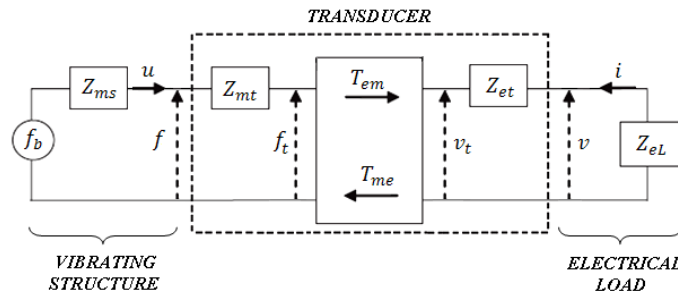 TRANSDUCER
Z_ms
u
Z_mt
T_em
Z_et
i
f_b
f
f_t
v_t
v
Z_eL
T_me
VIBRATING
STRUCTURE
ELECTRICAL
LOAD